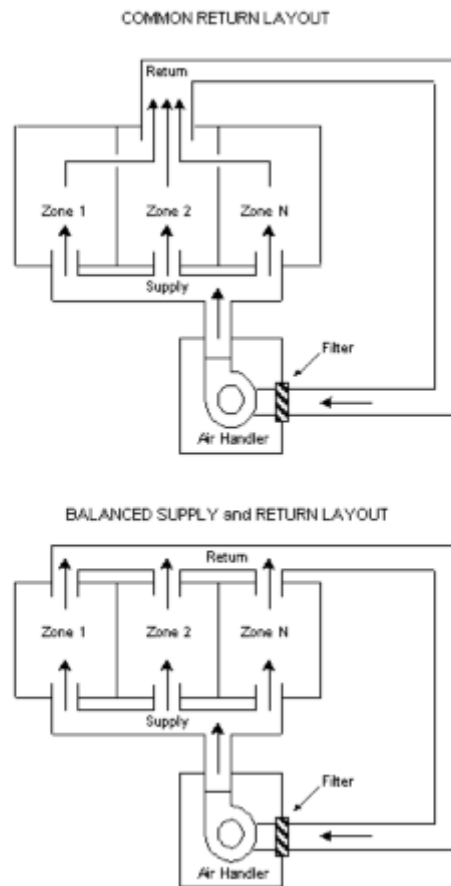 COMMON RETURN LAYOUT
Return
Zone 1 Zone 2 Zone N
Supply
Filter
Air Handler
BALANCED SUPPLY and RETURN LAYOUT
Return
Zone 1 Zone 2 Zone N
Supply
Filter
Air Handler